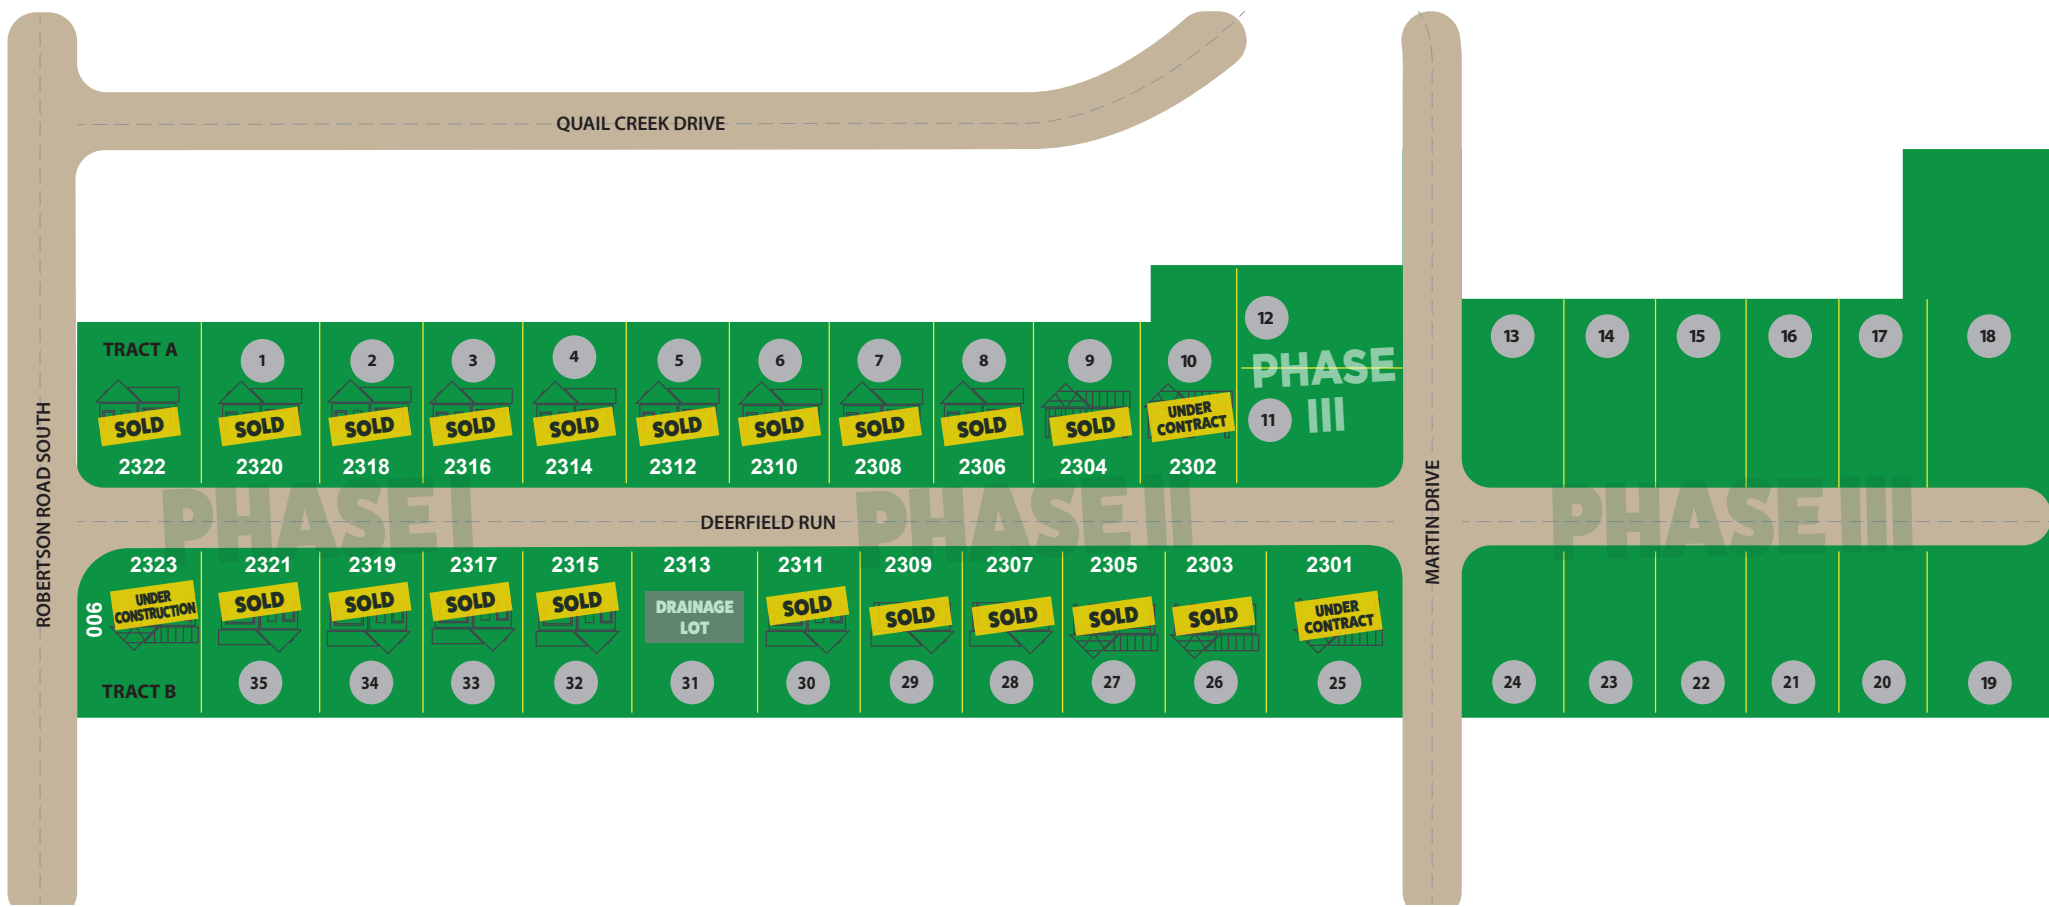 QUAIL CREEK DRIVE
ROBERTSON ROAD SOUTH
MARTIN DRIVE
TRACT A
1
2
3
4
5
6
7
8
9
10
12
PHASE
III
11
13
14
15
16
17
18
SOLD
SOLD
SOLD
SOLD
SOLD
SOLD
SOLD
SOLD
SOLD
SOLD
UNDER
CONTRACT
2322
2320
2318
2316
2314
2312
2310
2308
2306
2304
2302
PHASE I
DEERFIELD RUN
PHASE II
PHASE III
2323
2321
2319
2317
2315
2313
2311
2309
2307
2305
2303
2301
900
UNDER
CONSTRUCTION
SOLD
SOLD
SOLD
SOLD
DRAINAGE
LOT
SOLD
SOLD
SOLD
SOLD
SOLD
UNDER
CONTRACT
TRACT B
35
34
33
32
31
30
29
28
27
26
25
24
23
22
21
20
19